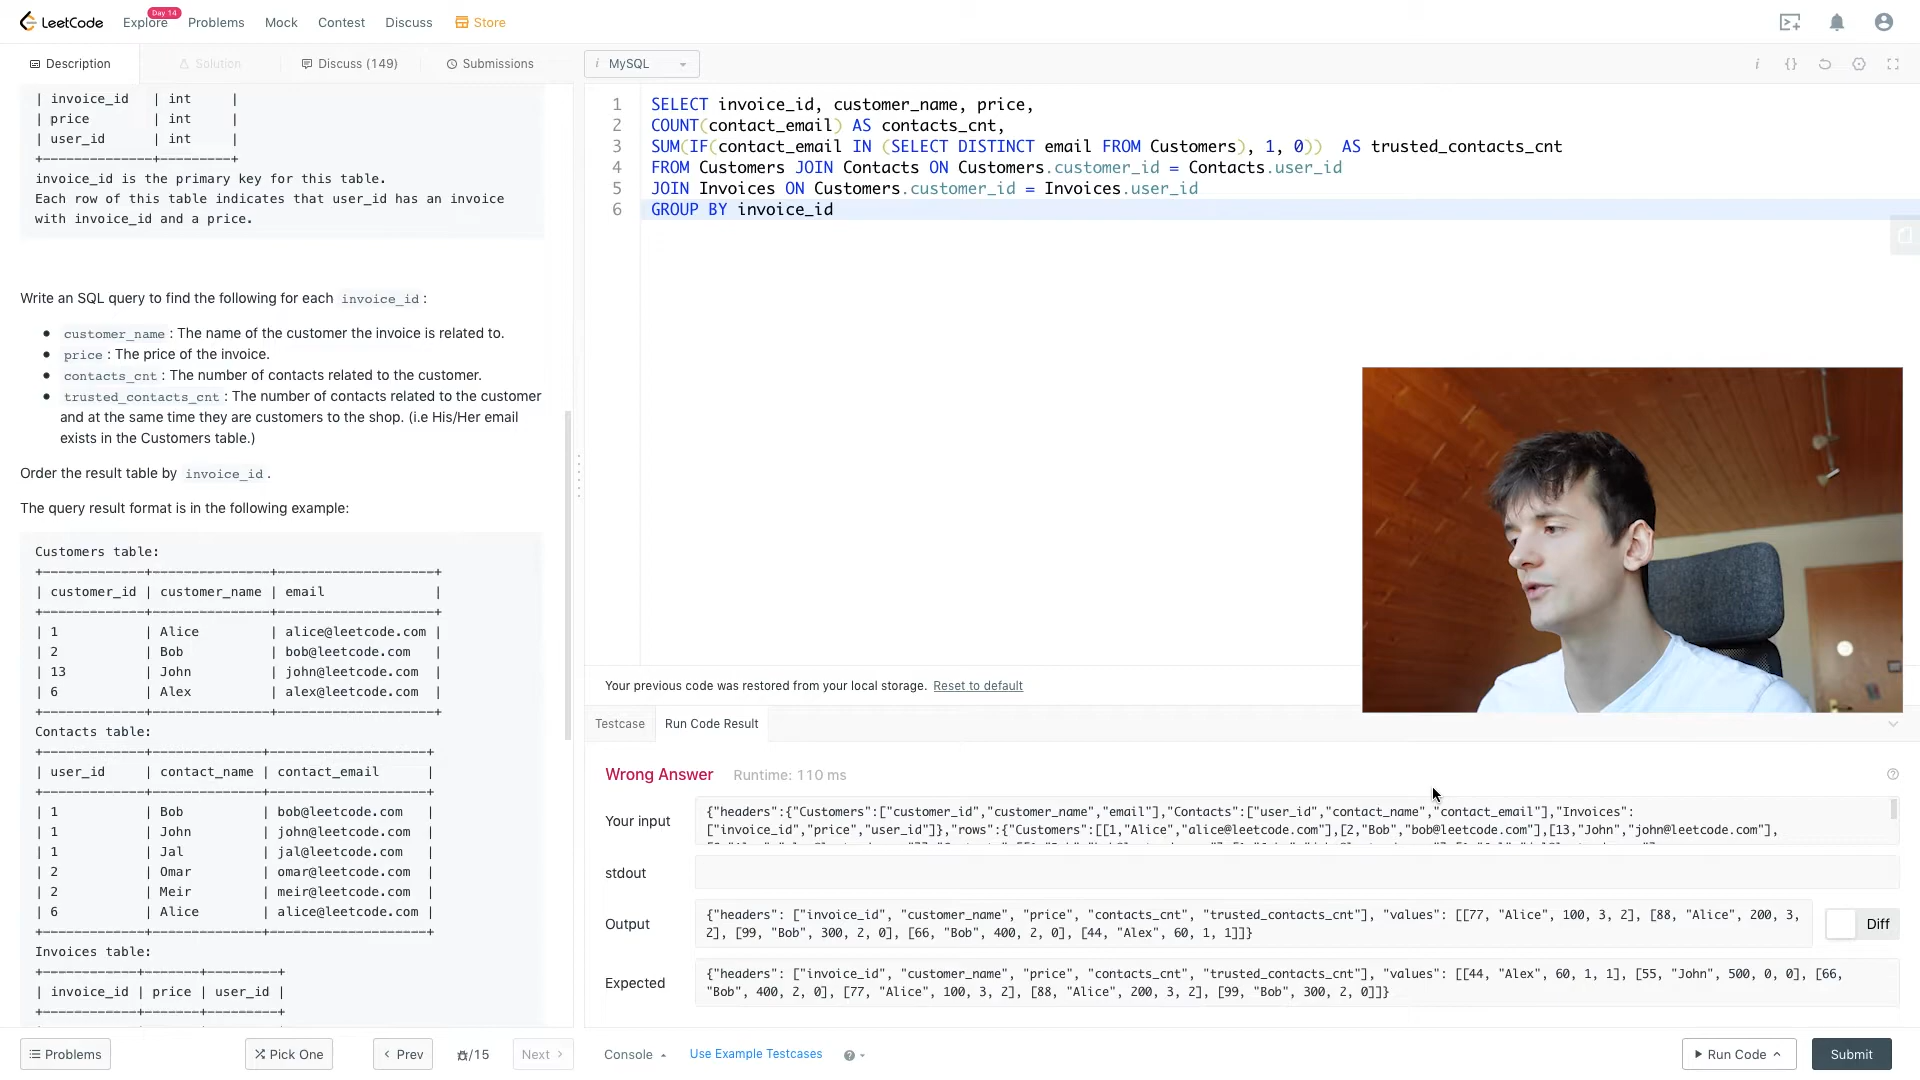 LeetCode
Explore
Day 14
Problems
Mock
Contest
Discuss
Store
Description
Solution
Discuss (149)
Submissions
i MySQL
| invoice_id | int |
| price | int |
| user_id | int |
+--------------+---------+
invoice_id is the primary key for this table.
Each row of this table indicates that user_id has an invoice
with invoice_id and a price.
Write an SQL query to find the following for each invoice_id :
customer_name : The name of the customer the invoice is related to.
price : The price of the invoice.
contacts_cnt : The number of contacts related to the customer.
trusted_contacts_cnt : The number of contacts related to the customer
and at the same time they are customers to the shop. (i.e His/Her email
exists in the Customers table.)
Order the result table by invoice_id .
The query result format is in the following example:
Customers table:
+-------------+---------------+--------------------+
| customer_id | customer_name | email |
+-------------+---------------+--------------------+
| 1 | Alice | alice@leetcode.com |
| 2 | Bob | bob@leetcode.com |
| 13 | John | john@leetcode.com |
| 6 | Alex | alex@leetcode.com |
+-------------+---------------+--------------------+
Contacts table:
+-------------+--------------+--------------------+
| user_id | contact_name | contact_email |
+-------------+--------------+--------------------+
| 1 | Bob | bob@leetcode.com |
| 1 | John | john@leetcode.com |
| 1 | Jal | jal@leetcode.com |
| 2 | Omar | omar@leetcode.com |
| 2 | Meir | meir@leetcode.com |
| 6 | Alice | alice@leetcode.com |
+-------------+--------------+--------------------+
Invoices table:
+------------+-------+---------+
| invoice_id | price | user_id |
+------------+-------+---------+
1 SELECT invoice_id, customer_name, price,
2 COUNT(contact_email) AS contacts_cnt,
3 SUM(IF(contact_email IN (SELECT DISTINCT email FROM Customers), 1, 0)) AS trusted_contacts_cnt
4 FROM Customers JOIN Contacts ON Customers.customer_id = Contacts.user_id
5 JOIN Invoices ON Customers.customer_id = Invoices.user_id
6 GROUP BY invoice_id
Your previous code was restored from your local storage. Reset to default
Testcase
Run Code Result
Wrong Answer Runtime: 110 ms
Your input
{"headers":{"Customers":["customer_id","customer_name","email"],"Contacts":["user_id","contact_name","contact_email"],"Invoices":
["invoice_id","price","user_id"]},"rows":{"Customers":[[1,"Alice","alice@leetcode.com"],[2,"Bob","bob@leetcode.com"],[13,"John","john@leetcode.com"],
stdout
Output
{"headers": ["invoice_id", "customer_name", "price", "contacts_cnt", "trusted_contacts_cnt"], "values": [[77, "Alice", 100, 3, 2], [88, "Alice", 200, 3,
2], [99, "Bob", 300, 2, 0], [66, "Bob", 400, 2, 0], [44, "Alex", 60, 1, 1]]}
Diff
Expected
{"headers": ["invoice_id", "customer_name", "price", "contacts_cnt", "trusted_contacts_cnt"], "values": [[44, "Alex", 60, 1, 1], [55, "John", 500, 0, 0], [66,
"Bob", 400, 2, 0], [77, "Alice", 100, 3, 2], [88, "Alice", 200, 3, 2], [99, "Bob", 300, 2, 0]]}
Problems
Pick One
Prev
/15
Next
Console
Use Example Testcases
Run Code
Submit